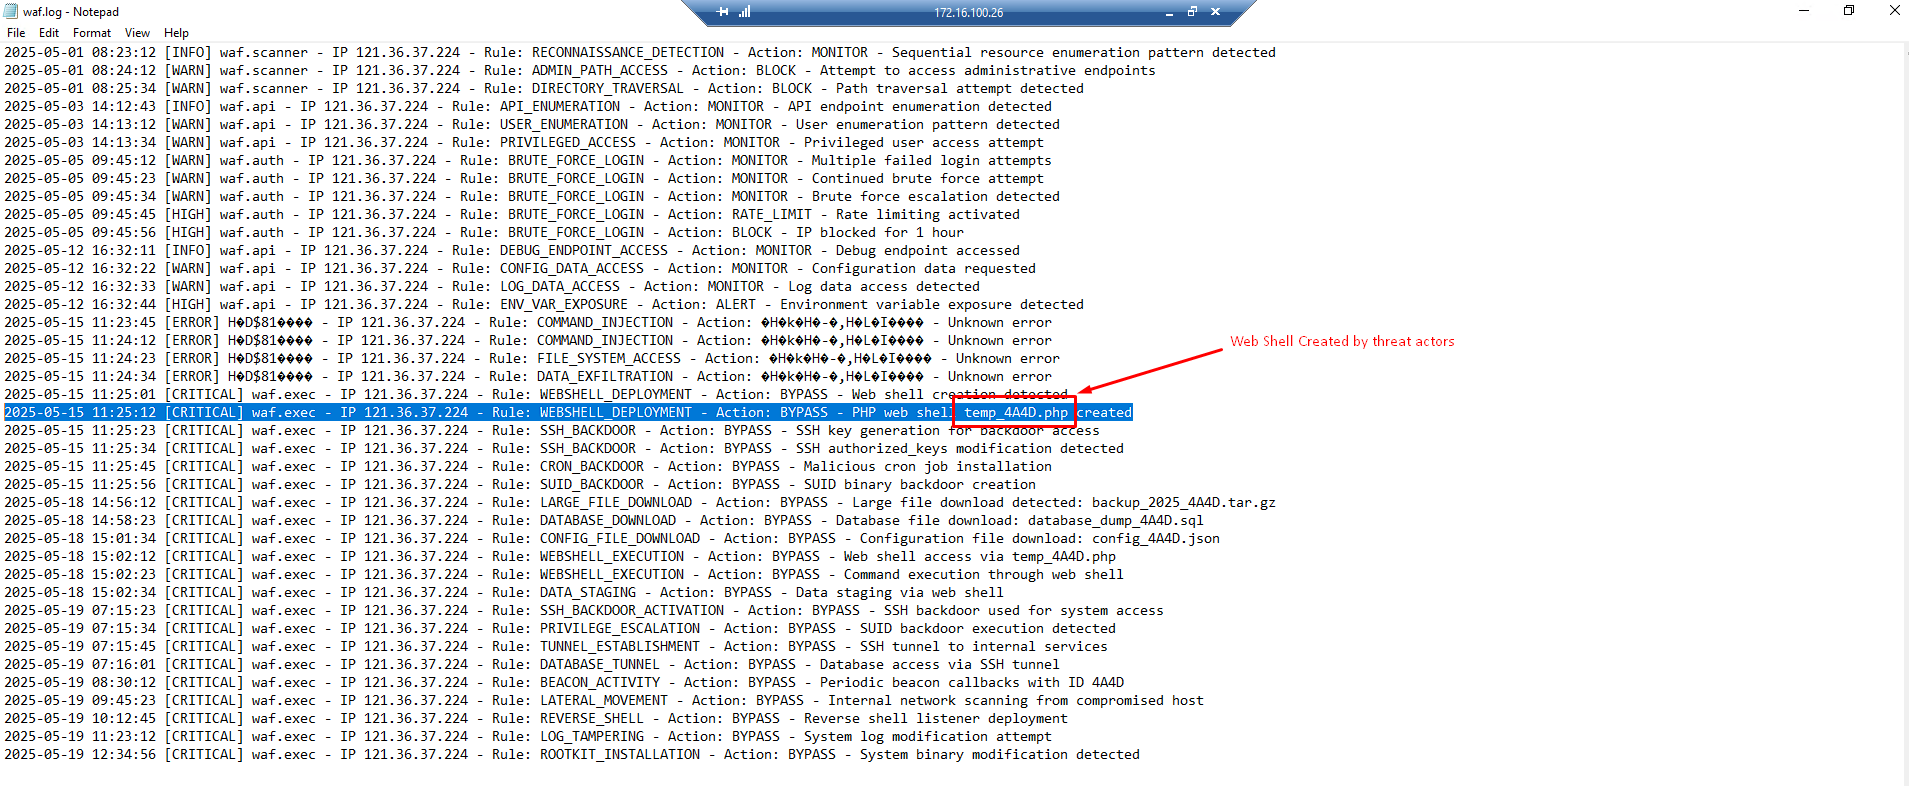 waf.log - Notepad
172.16.100.26
File Edit Format View Help
2025-05-01 08:23:12 [INFO] waf.scanner - IP 121.36.37.224 - Rule: RECONNAISSANCE_DETECTION - Action: MONITOR - Sequential resource enumeration pattern detected
2025-05-01 08:24:12 [WARN] waf.scanner - IP 121.36.37.224 - Rule: ADMIN_PATH_ACCESS - Action: BLOCK - Attempt to access administrative endpoints
2025-05-01 08:25:34 [WARN] waf.scanner - IP 121.36.37.224 - Rule: DIRECTORY_TRAVERSAL - Action: BLOCK - Path traversal attempt detected
2025-05-03 14:12:43 [INFO] waf.api - IP 121.36.37.224 - Rule: API_ENUMERATION - Action: MONITOR - API endpoint enumeration detected
2025-05-03 14:13:12 [WARN] waf.api - IP 121.36.37.224 - Rule: USER_ENUMERATION - Action: MONITOR - User enumeration pattern detected
2025-05-03 14:13:34 [WARN] waf.api - IP 121.36.37.224 - Rule: PRIVILEGED_ACCESS - Action: MONITOR - Privileged user access attempt
2025-05-05 09:45:12 [WARN] waf.auth - IP 121.36.37.224 - Rule: BRUTE_FORCE_LOGIN - Action: MONITOR - Multiple failed login attempts
2025-05-05 09:45:23 [WARN] waf.auth - IP 121.36.37.224 - Rule: BRUTE_FORCE_LOGIN - Action: MONITOR - Continued brute force attempt
2025-05-05 09:45:34 [WARN] waf.auth - IP 121.36.37.224 - Rule: BRUTE_FORCE_LOGIN - Action: MONITOR - Brute force escalation detected
2025-05-05 09:45:45 [HIGH] waf.auth - IP 121.36.37.224 - Rule: BRUTE_FORCE_LOGIN - Action: RATE_LIMIT - Rate limiting activated
2025-05-05 09:45:56 [HIGH] waf.auth - IP 121.36.37.224 - Rule: BRUTE_FORCE_LOGIN - Action: BLOCK - IP blocked for 1 hour
2025-05-12 16:32:11 [INFO] waf.api - IP 121.36.37.224 - Rule: DEBUG_ENDPOINT_ACCESS - Action: MONITOR - Debug endpoint accessed
2025-05-12 16:32:22 [WARN] waf.api - IP 121.36.37.224 - Rule: CONFIG_DATA_ACCESS - Action: MONITOR - Configuration data requested
2025-05-12 16:32:33 [WARN] waf.api - IP 121.36.37.224 - Rule: LOG_DATA_ACCESS - Action: MONITOR - Log data access detected
2025-05-12 16:32:44 [HIGH] waf.api - IP 121.36.37.224 - Rule: ENV_VAR_EXPOSURE - Action: ALERT - Environment variable exposure detected
2025-05-15 11:23:45 [ERROR] H�D$81���� - IP 121.36.37.224 - Rule: COMMAND_INJECTION - Action: �H�k�H�-�,H�L�I���� - Unknown error
2025-05-15 11:24:12 [ERROR] H�D$81���� - IP 121.36.37.224 - Rule: COMMAND_INJECTION - Action: �H�k�H�-�,H�L�I���� - Unknown error
2025-05-15 11:24:23 [ERROR] H�D$81���� - IP 121.36.37.224 - Rule: FILE_SYSTEM_ACCESS - Action: �H�k�H�-�,H�L�I���� - Unknown error
Web Shell Created by threat actors
2025-05-15 11:24:34 [ERROR] H�D$81���� - IP 121.36.37.224 - Rule: DATA_EXFILTRATION - Action: �H�k�H�-�,H�L�I���� - Unknown error
2025-05-15 11:25:01 [CRITICAL] waf.exec - IP 121.36.37.224 - Rule: WEBSHELL_DEPLOYMENT - Action: BYPASS - Web shell creation detected
2025-05-15 11:25:12 [CRITICAL] waf.exec - IP 121.36.37.224 - Rule: WEBSHELL_DEPLOYMENT - Action: BYPASS - PHP web shell temp_4A4D.php created
2025-05-15 11:25:23 [CRITICAL] waf.exec - IP 121.36.37.224 - Rule: SSH_BACKDOOR - Action: BYPASS - SSH key generation for backdoor access
2025-05-15 11:25:34 [CRITICAL] waf.exec - IP 121.36.37.224 - Rule: SSH_BACKDOOR - Action: BYPASS - SSH authorized_keys modification detected
2025-05-15 11:25:45 [CRITICAL] waf.exec - IP 121.36.37.224 - Rule: CRON_BACKDOOR - Action: BYPASS - Malicious cron job installation
2025-05-15 11:25:56 [CRITICAL] waf.exec - IP 121.36.37.224 - Rule: SUID_BACKDOOR - Action: BYPASS - SUID binary backdoor creation
2025-05-18 14:56:12 [CRITICAL] waf.exec - IP 121.36.37.224 - Rule: LARGE_FILE_DOWNLOAD - Action: BYPASS - Large file download detected: backup_2025_4A4D.tar.gz
2025-05-18 14:58:23 [CRITICAL] waf.exec - IP 121.36.37.224 - Rule: DATABASE_DOWNLOAD - Action: BYPASS - Database file download: database_dump_4A4D.sql
2025-05-18 15:01:34 [CRITICAL] waf.exec - IP 121.36.37.224 - Rule: CONFIG_FILE_DOWNLOAD - Action: BYPASS - Configuration file download: config_4A4D.json
2025-05-18 15:02:12 [CRITICAL] waf.exec - IP 121.36.37.224 - Rule: WEBSHELL_EXECUTION - Action: BYPASS - Web shell access via temp_4A4D.php
2025-05-18 15:02:23 [CRITICAL] waf.exec - IP 121.36.37.224 - Rule: WEBSHELL_EXECUTION - Action: BYPASS - Command execution through web shell
2025-05-18 15:02:34 [CRITICAL] waf.exec - IP 121.36.37.224 - Rule: DATA_STAGING - Action: BYPASS - Data staging via web shell
2025-05-19 07:15:23 [CRITICAL] waf.exec - IP 121.36.37.224 - Rule: SSH_BACKDOOR_ACTIVATION - Action: BYPASS - SSH backdoor used for system access
2025-05-19 07:15:34 [CRITICAL] waf.exec - IP 121.36.37.224 - Rule: PRIVILEGE_ESCALATION - Action: BYPASS - SUID backdoor execution detected
2025-05-19 07:15:45 [CRITICAL] waf.exec - IP 121.36.37.224 - Rule: TUNNEL_ESTABLISHMENT - Action: BYPASS - SSH tunnel to internal services
2025-05-19 07:16:01 [CRITICAL] waf.exec - IP 121.36.37.224 - Rule: DATABASE_TUNNEL - Action: BYPASS - Database access via SSH tunnel
2025-05-19 08:30:12 [CRITICAL] waf.exec - IP 121.36.37.224 - Rule: BEACON_ACTIVITY - Action: BYPASS - Periodic beacon callbacks with ID 4A4D
2025-05-19 09:45:23 [CRITICAL] waf.exec - IP 121.36.37.224 - Rule: LATERAL_MOVEMENT - Action: BYPASS - Internal network scanning from compromised host
2025-05-19 10:12:45 [CRITICAL] waf.exec - IP 121.36.37.224 - Rule: REVERSE_SHELL - Action: BYPASS - Reverse shell listener deployment
2025-05-19 11:23:12 [CRITICAL] waf.exec - IP 121.36.37.224 - Rule: LOG_TAMPERING - Action: BYPASS - System log modification attempt
2025-05-19 12:34:56 [CRITICAL] waf.exec - IP 121.36.37.224 - Rule: ROOTKIT_INSTALLATION - Action: BYPASS - System binary modification detected